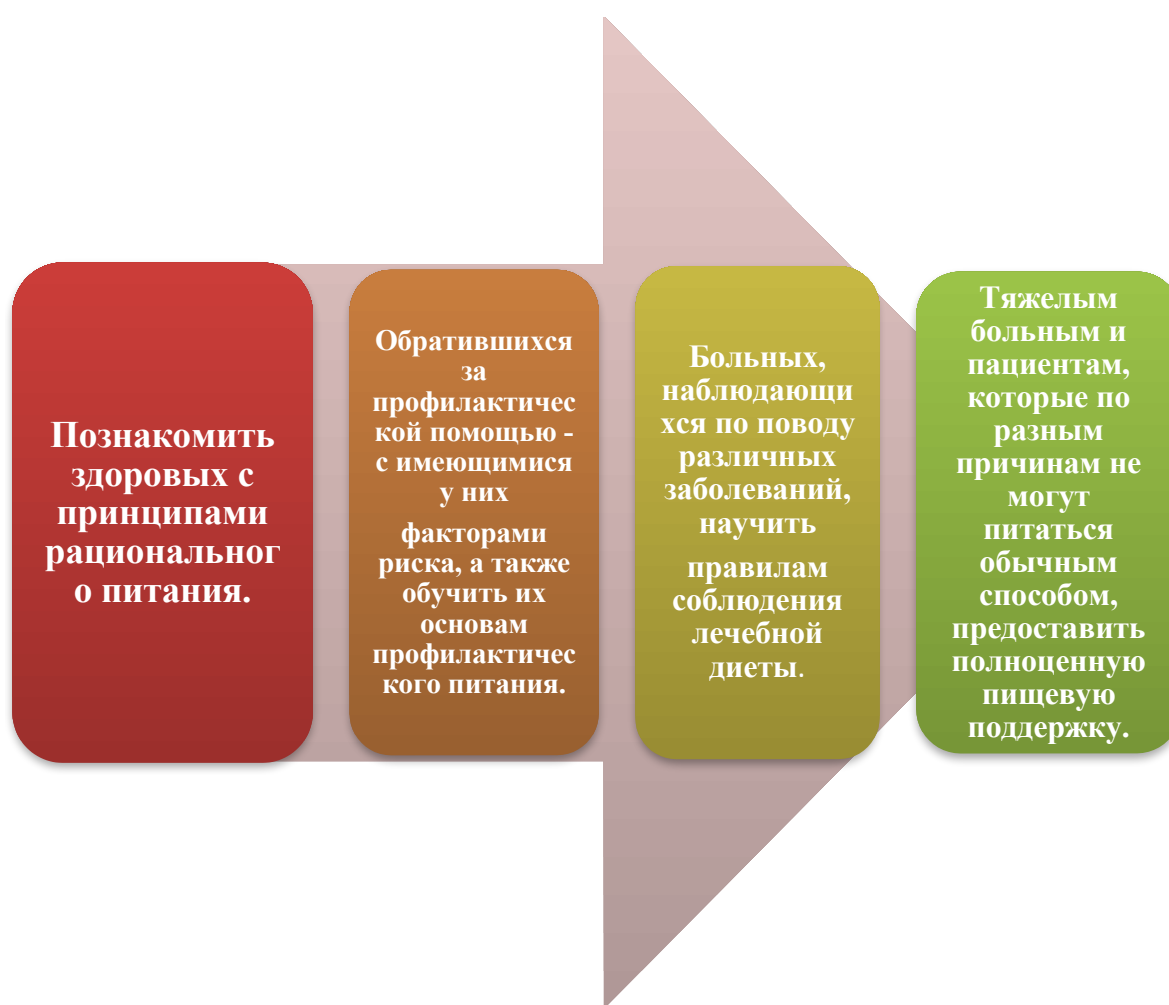 Познакомить
здоровых с
принципами
рациональног
о питания.
Обратившихся
за
профилактичес
кой помощью -
с имеющимися
у них
факторами
риска, а также
обучить их
основам
профилактичес
кого питания.
Больных,
наблюдающи
хся по поводу
различных
заболеваний,
научить
правилам
соблюдения
лечебной
диеты.
Тяжелым
больным и
пациентам,
которые по
разным
причинам не
могут
питаться
обычным
способом,
предоставить
полноценную
пищевую
поддержку.